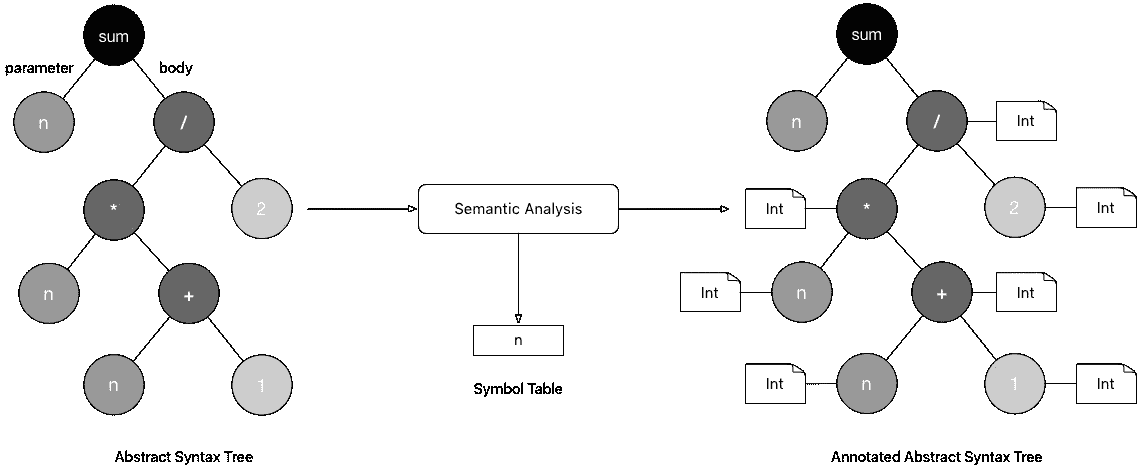 sum
parameter
body
n
/
*
2
n
+
n
1
Abstract Syntax Tree
Semantic Analysis
n
Symbol Table
sum
n
/
Int
Int
*
2
Int
Int
n
+
Int
Int
n
1
Int
Annotated Abstract Syntax Tree